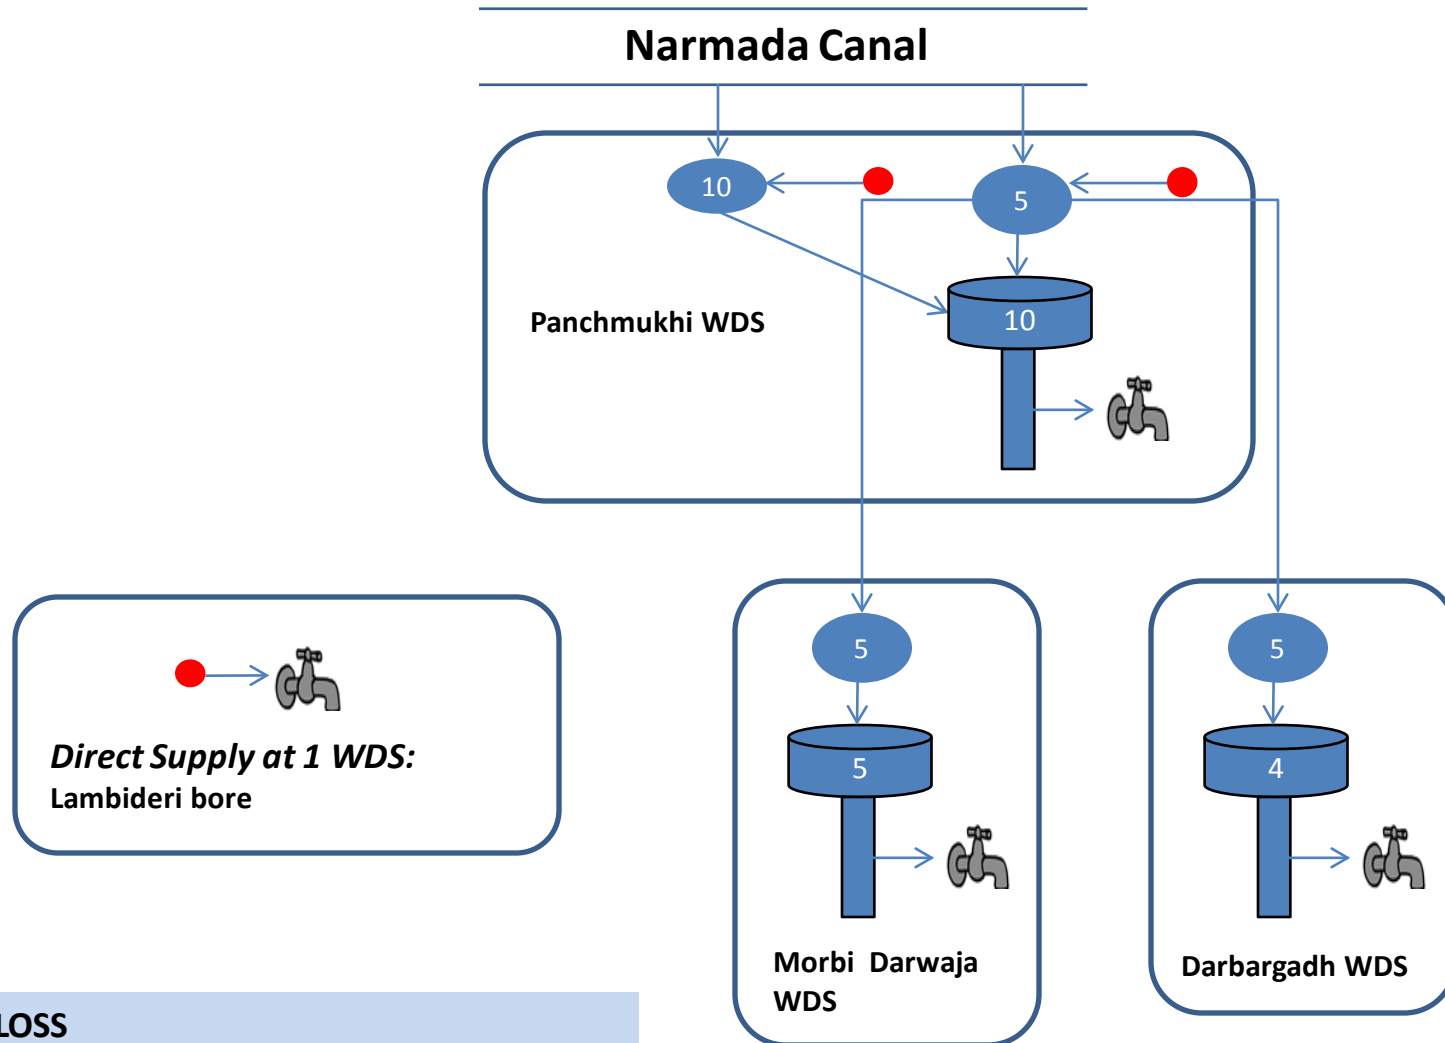 Narmada Canal
10
5
Panchmukhi WDS
10
5
5
Direct Supply at 1 WDS:
Lambideri bore
5
4
Morbi Darwaja
WDS
Darbargadh WDS
LOSS